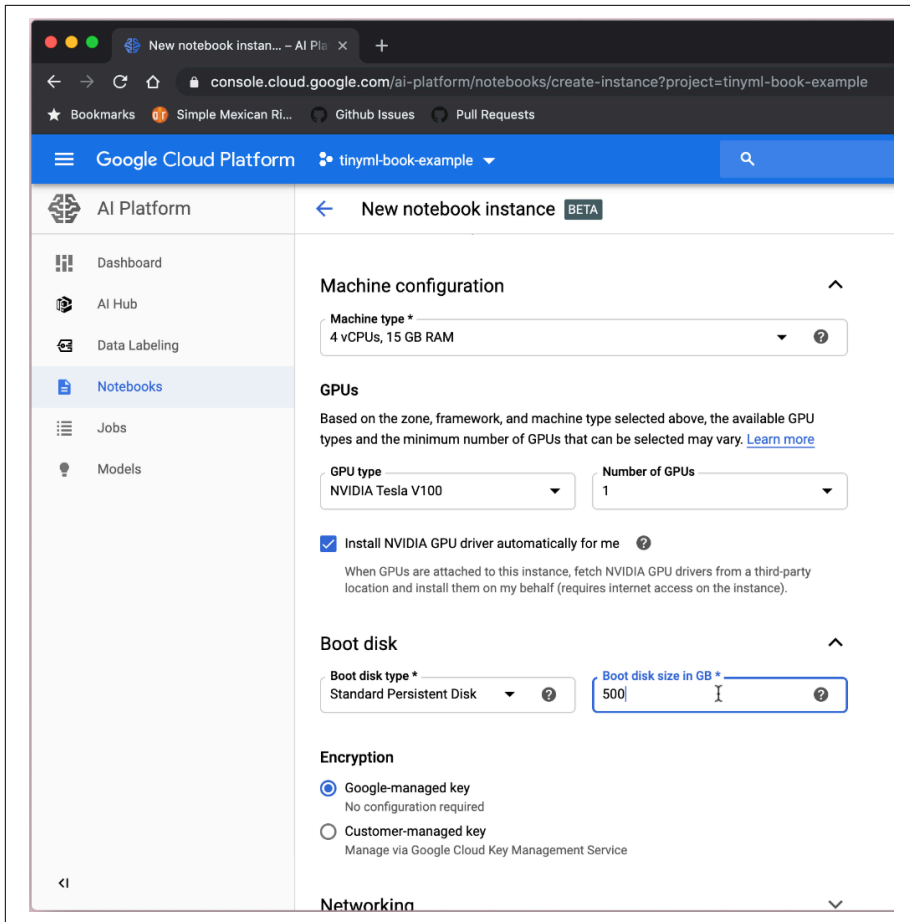 New notebook instan... – AI Pla
console.cloud.google.com/ai-platform/notebooks/create-instance?project=tinyml-book-example
Bookmarks Simple Mexican Ri... Github Issues Pull Requests
Google Cloud Platform tinyml-book-example
AI Platform
New notebook instance BETA
Dashboard
AI Hub
Data Labeling
Notebooks
Jobs
Models
Machine configuration
Machine type *
4 vCPUs, 15 GB RAM
GPUs
Based on the zone, framework, and machine type selected above, the available GPU
types and the minimum number of GPUs that can be selected may vary. Learn more
GPU type
NVIDIA Tesla V100
Number of GPUs
1
Install NVIDIA GPU driver automatically for me
When GPUs are attached to this instance, fetch NVIDIA GPU drivers from a third-party
location and install them on my behalf (requires internet access on the instance).
Boot disk
Boot disk type *
Standard Persistent Disk
Boot disk size in GB *
500
Encryption
Google-managed key
No configuration required
Customer-managed key
Manage via Google Cloud Key Management Service
Networking